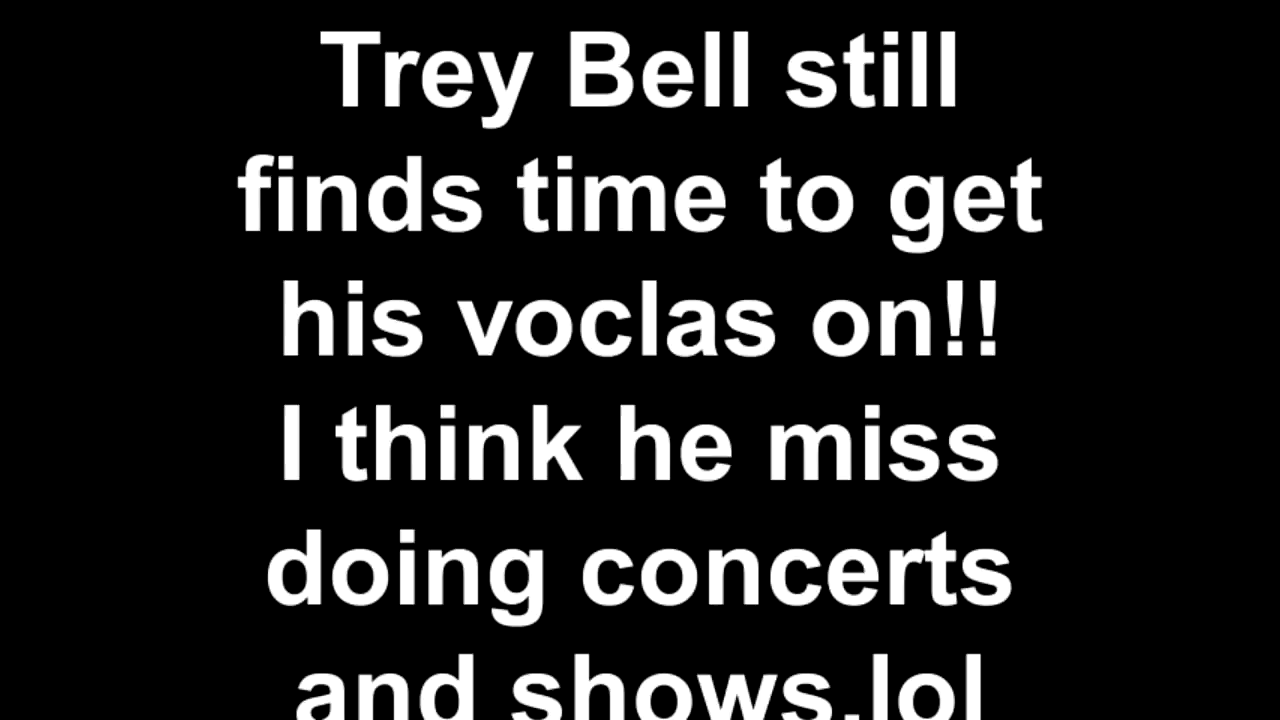 Trey Bell still
finds time to get
his voclas on!!
I think he miss
doing concerts
and shows.lol